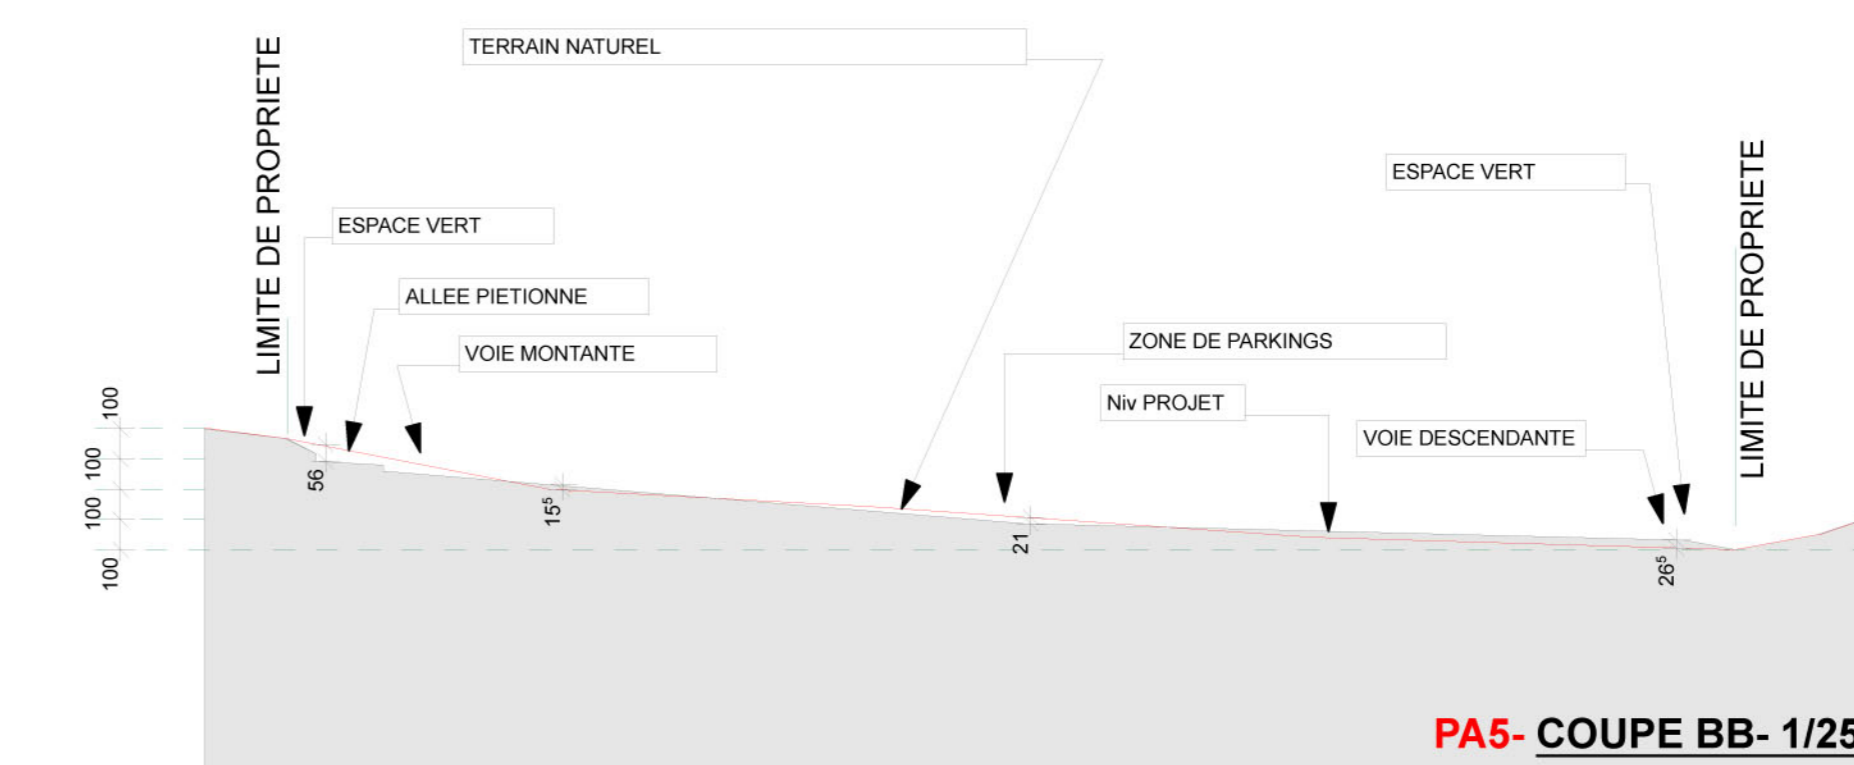 TERRAIN NATUREL
LIMITE DE PROPRIETE
ESPACE VERT
LIMITE DE PROPRIETE
ESPACE VERT
ALLEE PIETIONNE
VOIE MONTANTE
ZONE DE PARKINGS
Niv PROJET
VOIE DESCENDANTE
100
100
100
100
56
15⁵
21
26⁵
PA5- COUPE BB- 1/25